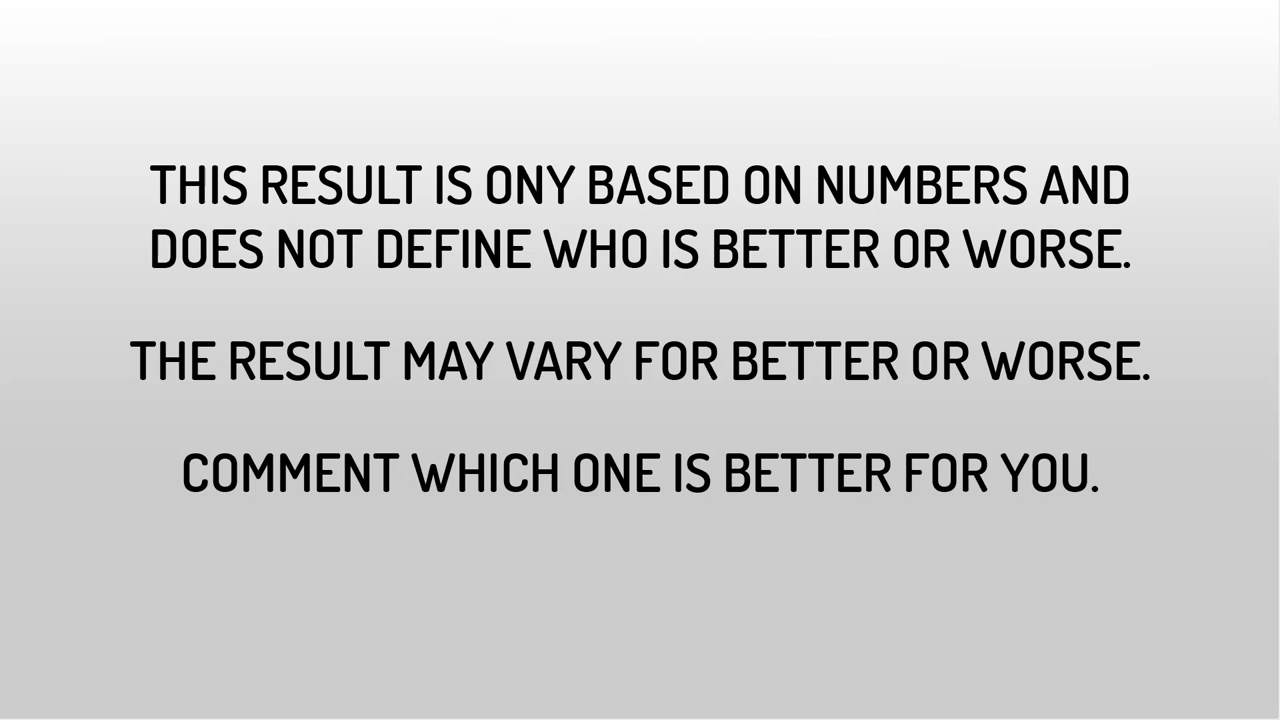 THIS RESULT IS ONY BASED ON NUMBERS AND
DOES NOT DEFINE WHO IS BETTER OR WORSE.
THE RESULT MAY VARY FOR BETTER OR WORSE.
COMMENT WHICH ONE IS BETTER FOR YOU.